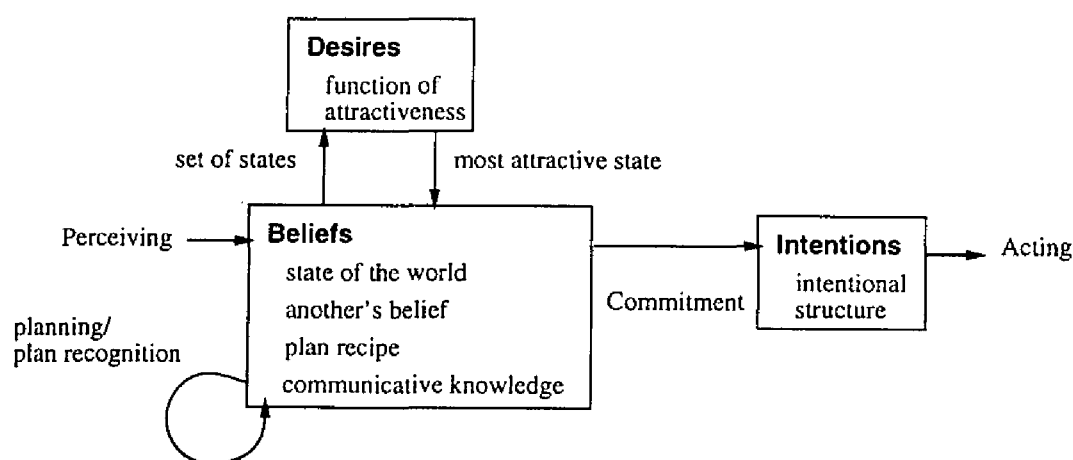 Desires
function of
attractiveness
set of states
most attractive state
Perceiving
Beliefs
state of the world
another's belief
plan recipe
communicative knowledge
planning/
plan recognition
Commitment
Intentions
intentional
structure
Acting